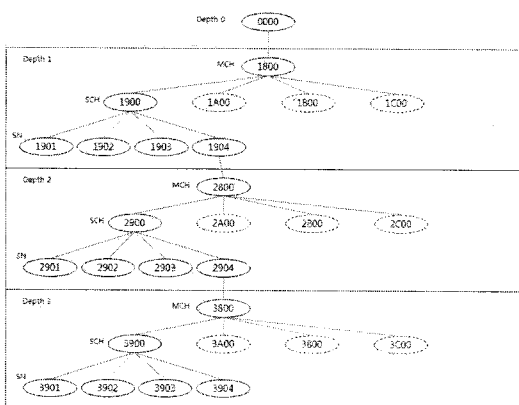 Depth 0 0000
Depth 1
MCH 1800
SCH 1900 1A00 1B00 1C00
SN
1901 1902 1903 1904
Depth 2
MCH 2800
SCH 2900 2A00 2B00 2C00
SN
2901 2902 2903 2904
Depth 3
MCH 3800
SCH 3900 3A00 3B00 3C00
SN
3901 3902 3903 3904